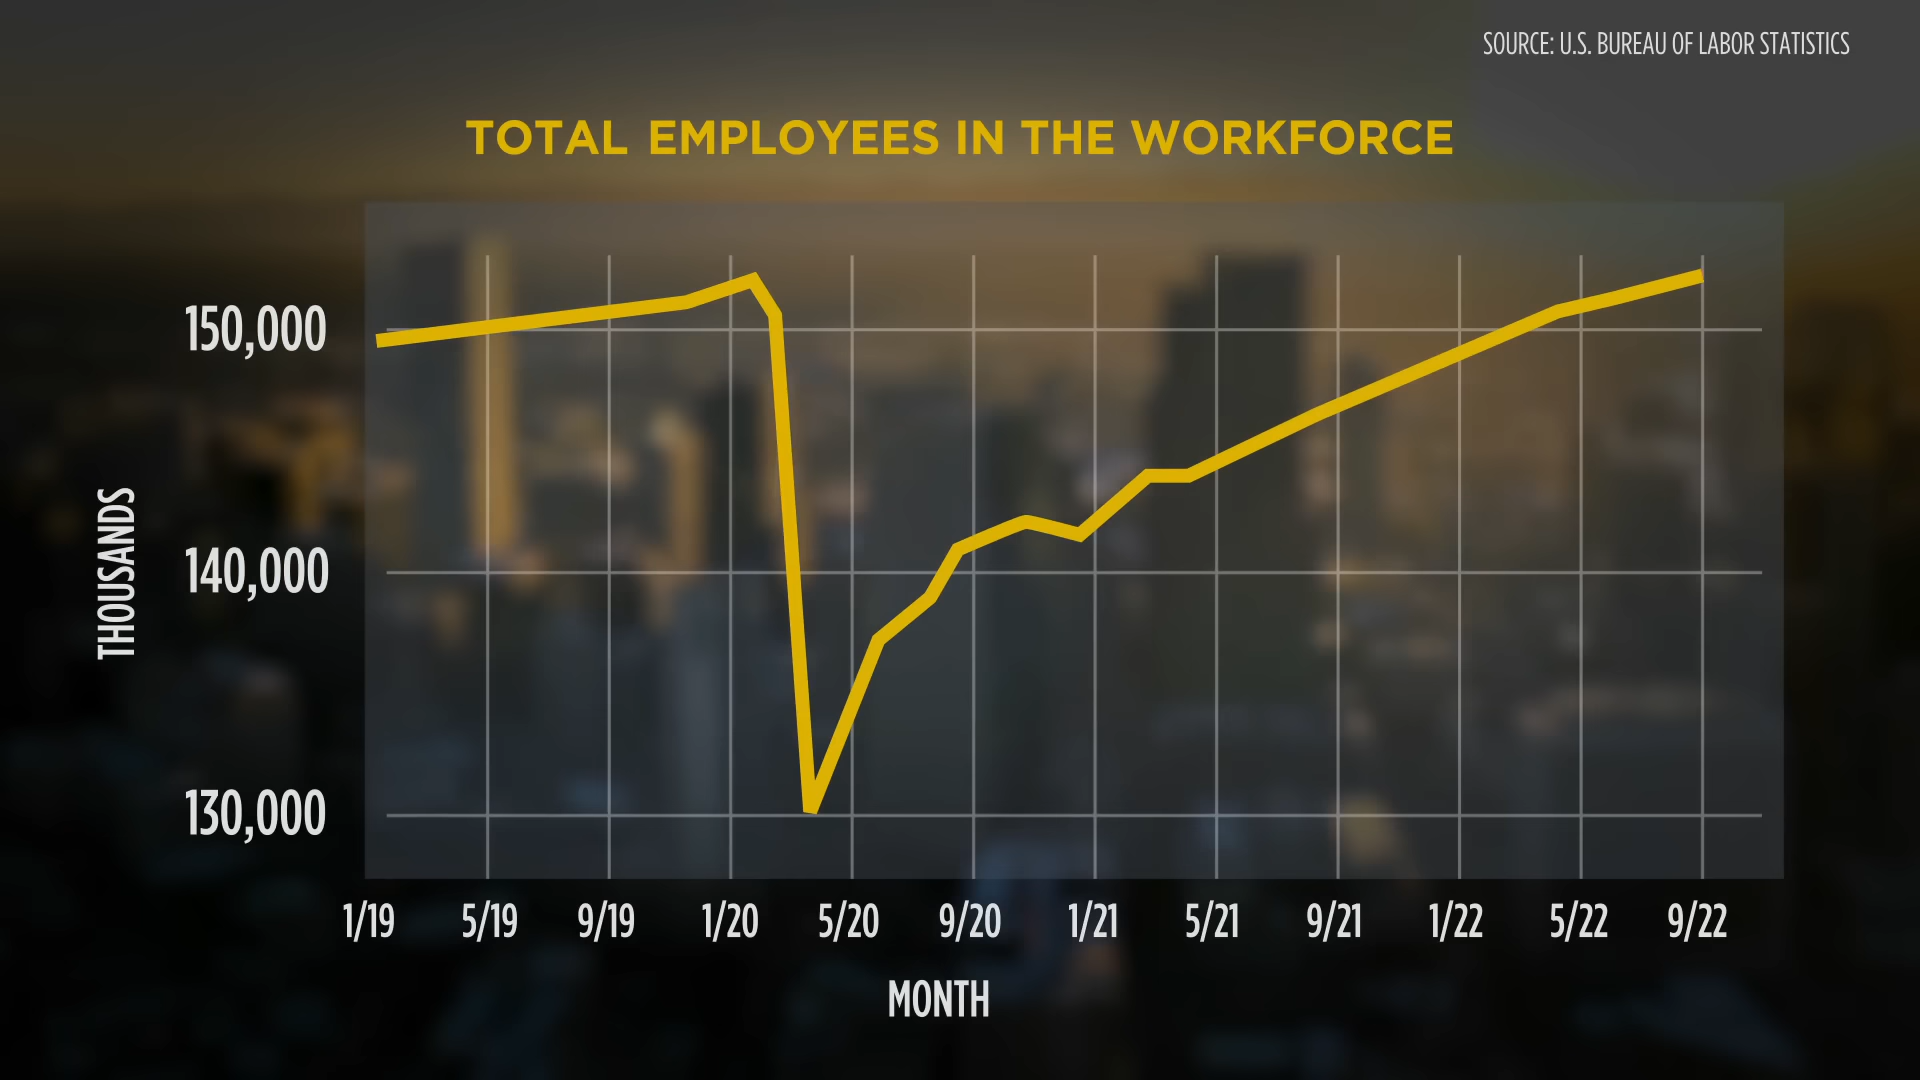 SOURCE: U.S. BUREAU OF LABOR STATISTICS
TOTAL EMPLOYEES IN THE WORKFORCE
150,000
140,000
130,000
THOUSANDS
1/19 5/19 9/19 1/20 5/20 9/20 1/21 5/21 9/21 1/22 5/22 9/22
MONTH